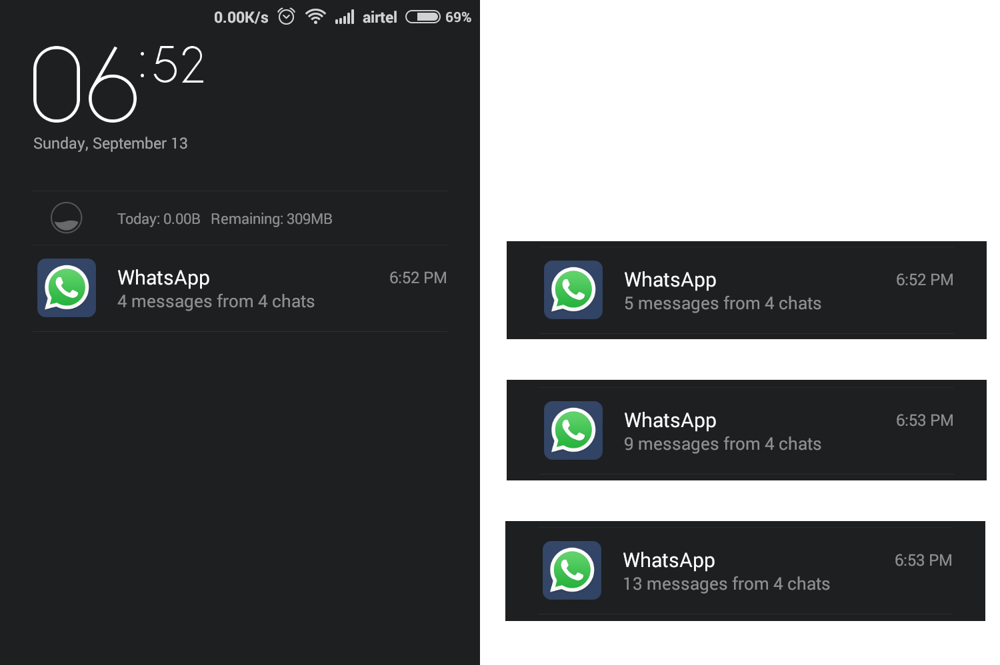 0.00K/s airtel 69%
06:52
Sunday, September 13
Today: 0.00B Remaining: 309MB
WhatsApp 6:52 PM
4 messages from 4 chats
WhatsApp 6:52 PM
5 messages from 4 chats
WhatsApp 6:53 PM
9 messages from 4 chats
WhatsApp 6:53 PM
13 messages from 4 chats